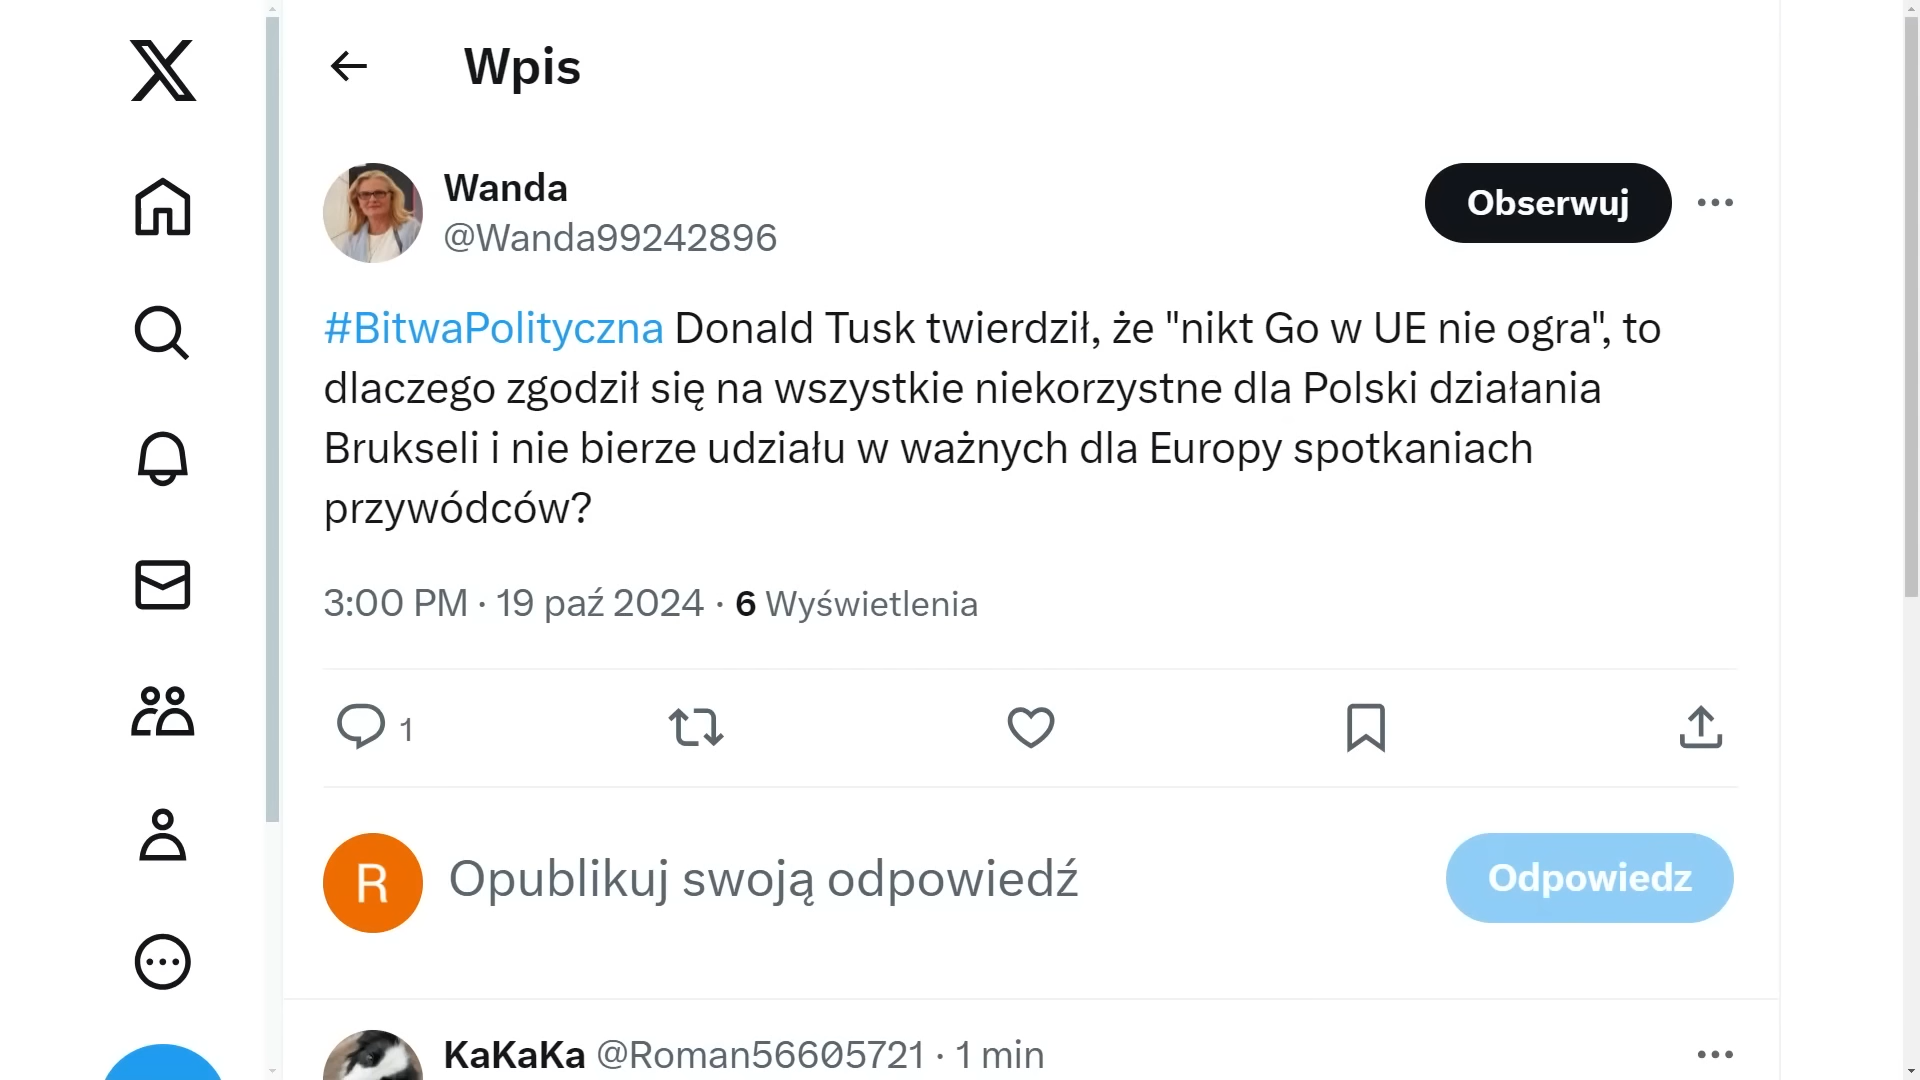 Wpis
Wanda
@Wanda99242896
Obserwuj
#BitwaPolityczna Donald Tusk twierdził, że "nikt Go w UE nie ogra", to
dlaczego zgodził się na wszystkie niekorzystne dla Polski działania
Brukseli i nie bierze udziału w ważnych dla Europy spotkaniach
przywódców?
3:00 PM · 19 paź 2024 · 6 Wyświetlenia
1
R
Opublikuj swoją odpowiedź
Odpowiedz
KaKaKa @Roman56605721 · 1 min